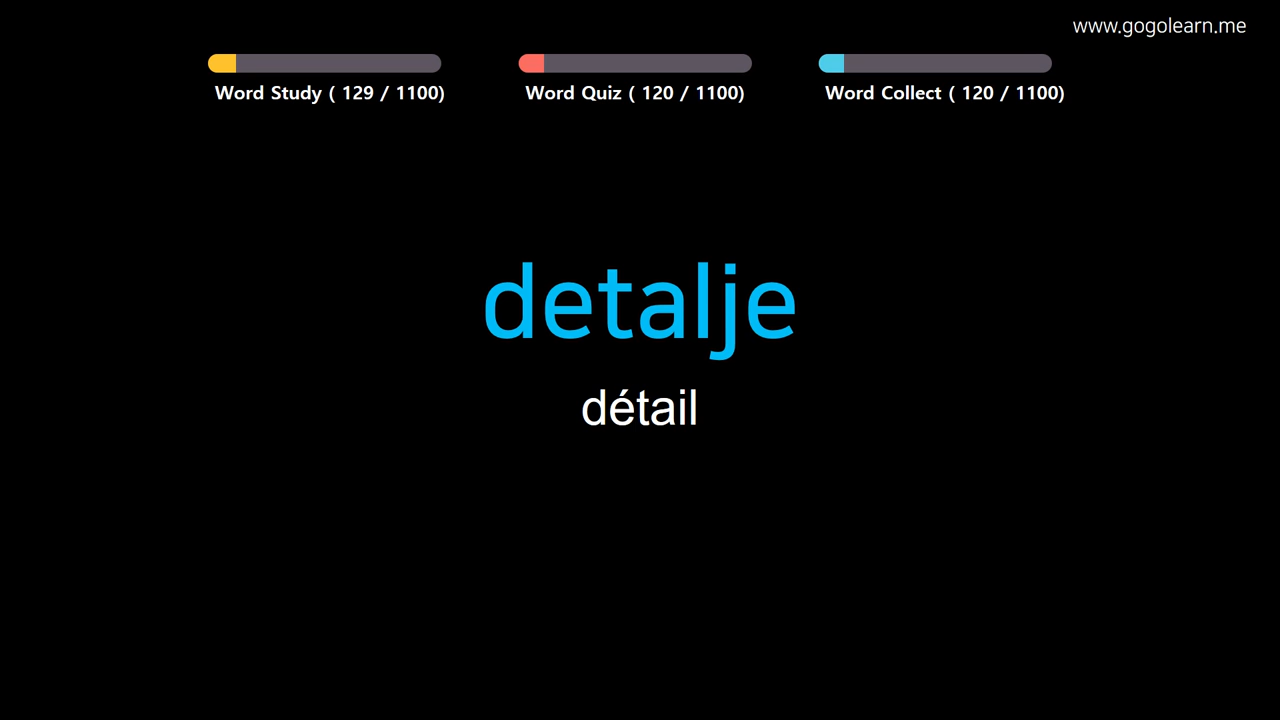 www.gogolearn.me
Word Study ( 129 / 1100)
Word Quiz ( 120 / 1100)
Word Collect ( 120 / 1100)
detalje
détail